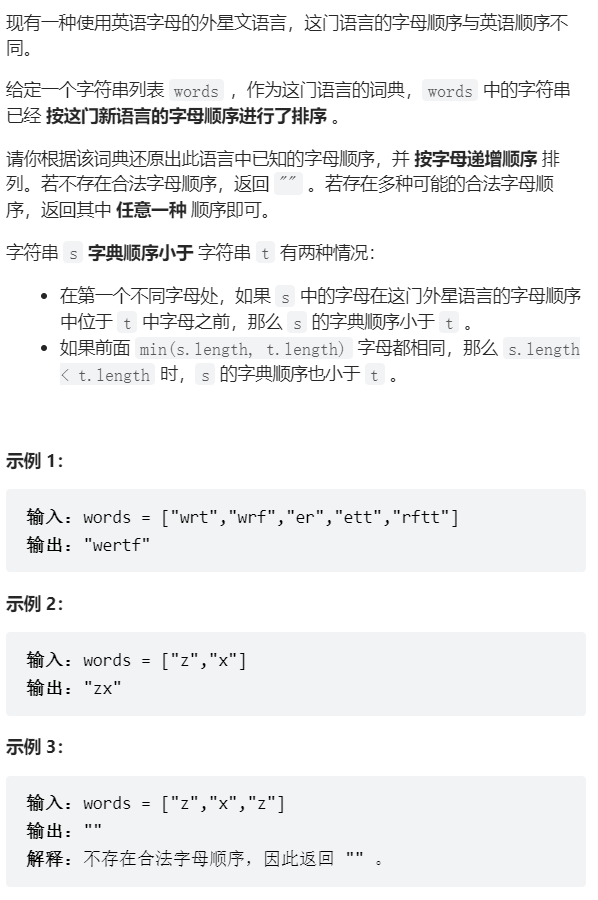 现有一种使用英语字母的外星文语言，这门语言的字母顺序与英语顺序不
同。
给定一个字符串列表 words ，作为这门语言的词典，words 中的字符串
已经 按这门新语言的字母顺序进行了排序 。
请你根据该词典还原出此语言中已知的字母顺序，并 按字母递增顺序 排
列。若不存在合法字母顺序，返回 "" 。若存在多种可能的合法字母顺
序，返回其中 任意一种 顺序即可。
字符串 s 字典顺序小于 字符串 t 有两种情况：
• 在第一个不同字母处，如果 s 中的字母在这门外星语言的字母顺序
中位于 t 中字母之前，那么 s 的字典顺序小于 t 。
• 如果前面 min(s.length, t.length) 字母都相同，那么 s.length
< t.length 时，s 的字典顺序也小于 t 。
示例 1：
输入：words = ["wrt","wrf","er","ett","rftt"]
输出："wertf"
示例 2：
输入：words = ["z","x"]
输出："zx"
示例 3：
输入：words = ["z","x","z"]
输出：""
解释：不存在合法字母顺序，因此返回 "" 。